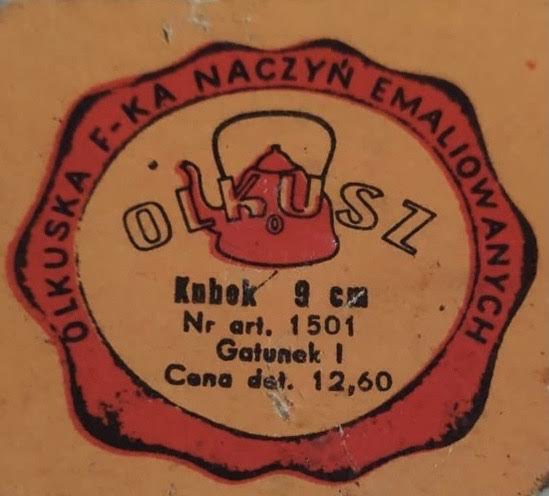 OLKUSKA F-KA NACZYŃ EMALIOWANYCH
OLKUSZ
Kubek 9 cm
Nr art. 1501
Gatunek I
Cena det. 12,60